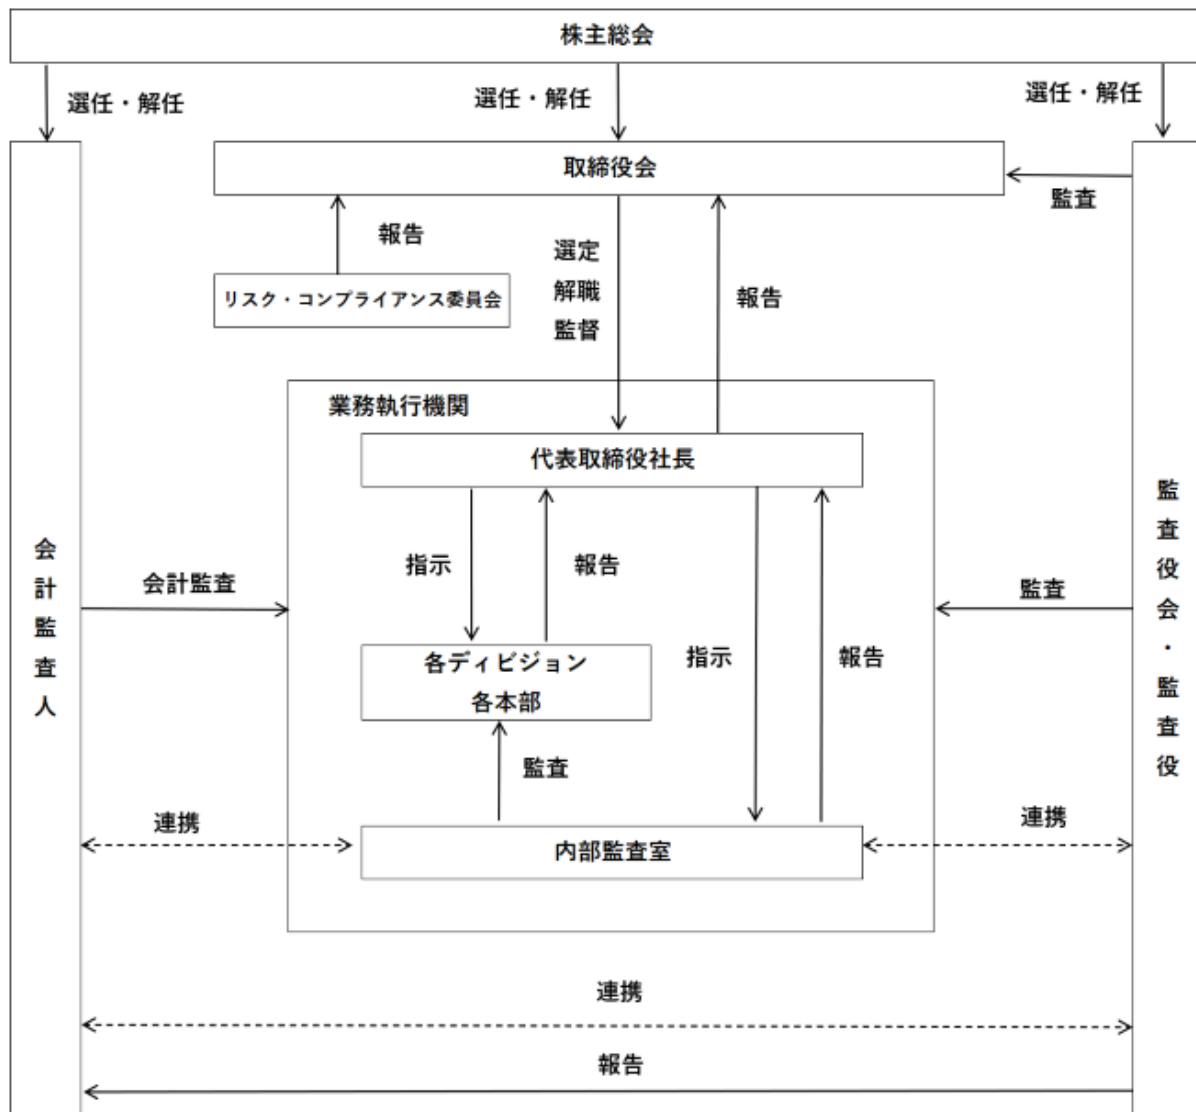 株主総会
選任・解任
選任・解任
選任・解任
取締役会
監査
報告
選定
解職
監督
報告
リスク・コンプライアンス委員会
業務執行機関
代表取締役社長
会計監査人
監査役会・監査役
指示
報告
会計監査
監査
各ディビジョン
各本部
指示
報告
監査
連携
連携
内部監査室
連携
報告